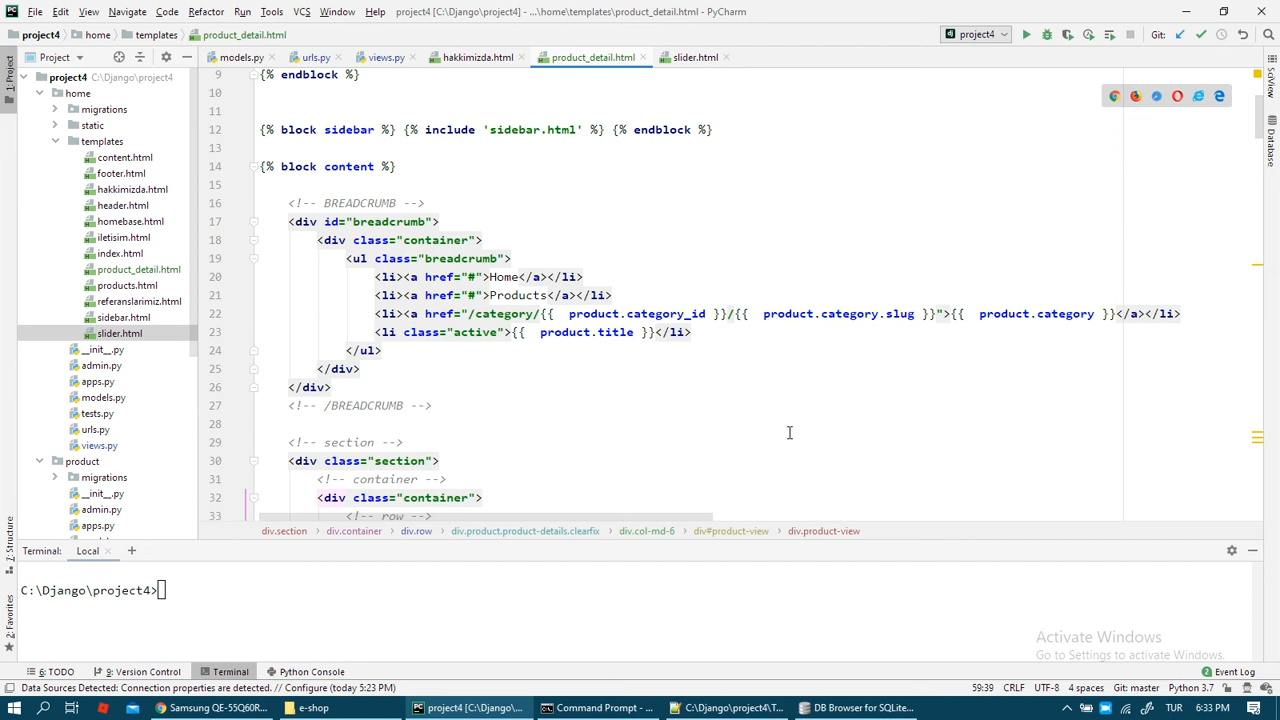 File Edit View Navigate Code Refactor Run Tools VCS Window Help project4 [C:\Django\project4] - ...\home\templates\product_detail.html - PyCharm
project4 home templates product_detail.html project4 Git:
Project models.py urls.py views.py hakkimizda.html product_detail.html slider.html
1: Project
7: Structure
2: Favorites
SciView
Database
project4 C:\Django\project4
home
migrations
static
templates
content.html
footer.html
hakkimizda.html
header.html
homebase.html
iletisim.html
index.html
product_detail.html
products.html
referanslarimiz.html
sidebar.html
slider.html
__init__.py
admin.py
apps.py
models.py
tests.py
urls.py
views.py
product
migrations
__init__.py
admin.py
apps.py
9 {% endblock %}
10
11
12 {% block sidebar %} {% include 'sidebar.html' %} {% endblock %}
13
14 {% block content %}
15
16 <!-- BREADCRUMB -->
17 <div id="breadcrumb">
18 <div class="container">
19 <ul class="breadcrumb">
20 <li><a href="#">Home</a></li>
21 <li><a href="#">Products</a></li>
22 <li><a href="/category/{{ product.category_id }}/{{ product.category.slug }}">{{ product.category }}</a></li>
23 <li class="active">{{ product.title }}</li>
24 </ul>
25 </div>
26 </div>
27 <!-- /BREADCRUMB -->
28
29 <!-- section -->
30 <div class="section">
31 <!-- container -->
32 <div class="container">
33 <!-- row -->
div.section div.container div.row div.product.product-details.clearfix div.col-md-6 div#product-view div.product-view
Terminal: Local +
C:\Django\project4>
Activate Windows
Go to Settings to activate Windows.
6: TODO 9: Version Control Terminal Python Console 2 Event Log
Data Sources Detected: Connection properties are detected. // Configure (today 5:23 PM) 59:39 CRLF UTF-8 4 spaces Git: master Python 3.7
Samsung QE-55Q60R... e-shop project4 [C:\Django\... Command Prompt - ... C:\Django\project4\T... DB Browser for SQLite... TUR 6:33 PM